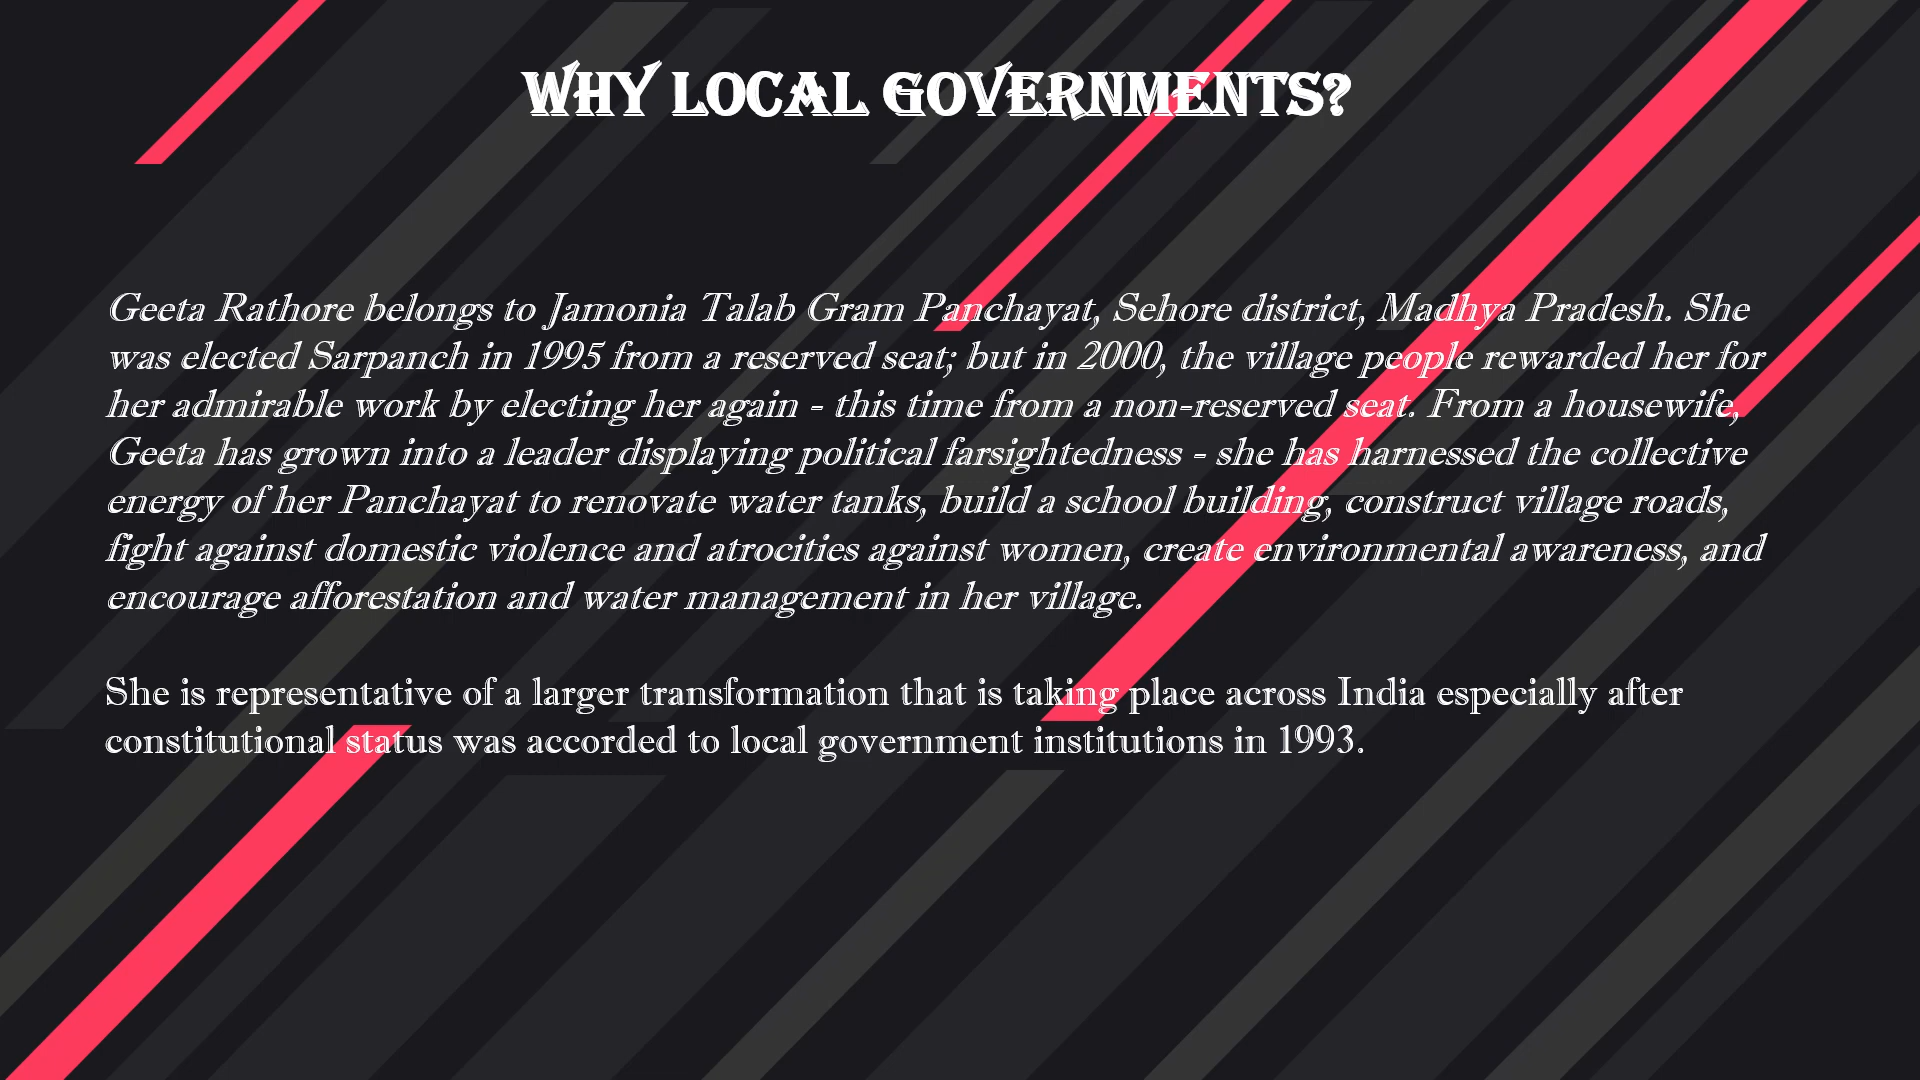 WHY LOCAL GOVERNMENTS?
Geeta Rathore belongs to Jamonia Talab Gram Panchayat, Sehore district, Madhya Pradesh. She
was elected Sarpanch in 1995 from a reserved seat; but in 2000, the village people rewarded her for
her admirable work by electing her again - this time from a non-reserved seat. From a housewife,
Geeta has grown into a leader displaying political farsightedness - she has harnessed the collective
energy of her Panchayat to renovate water tanks, build a school building, construct village roads,
fight against domestic violence and atrocities against women, create environmental awareness, and
encourage afforestation and water management in her village.
She is representative of a larger transformation that is taking place across India especially after
constitutional status was accorded to local government institutions in 1993.